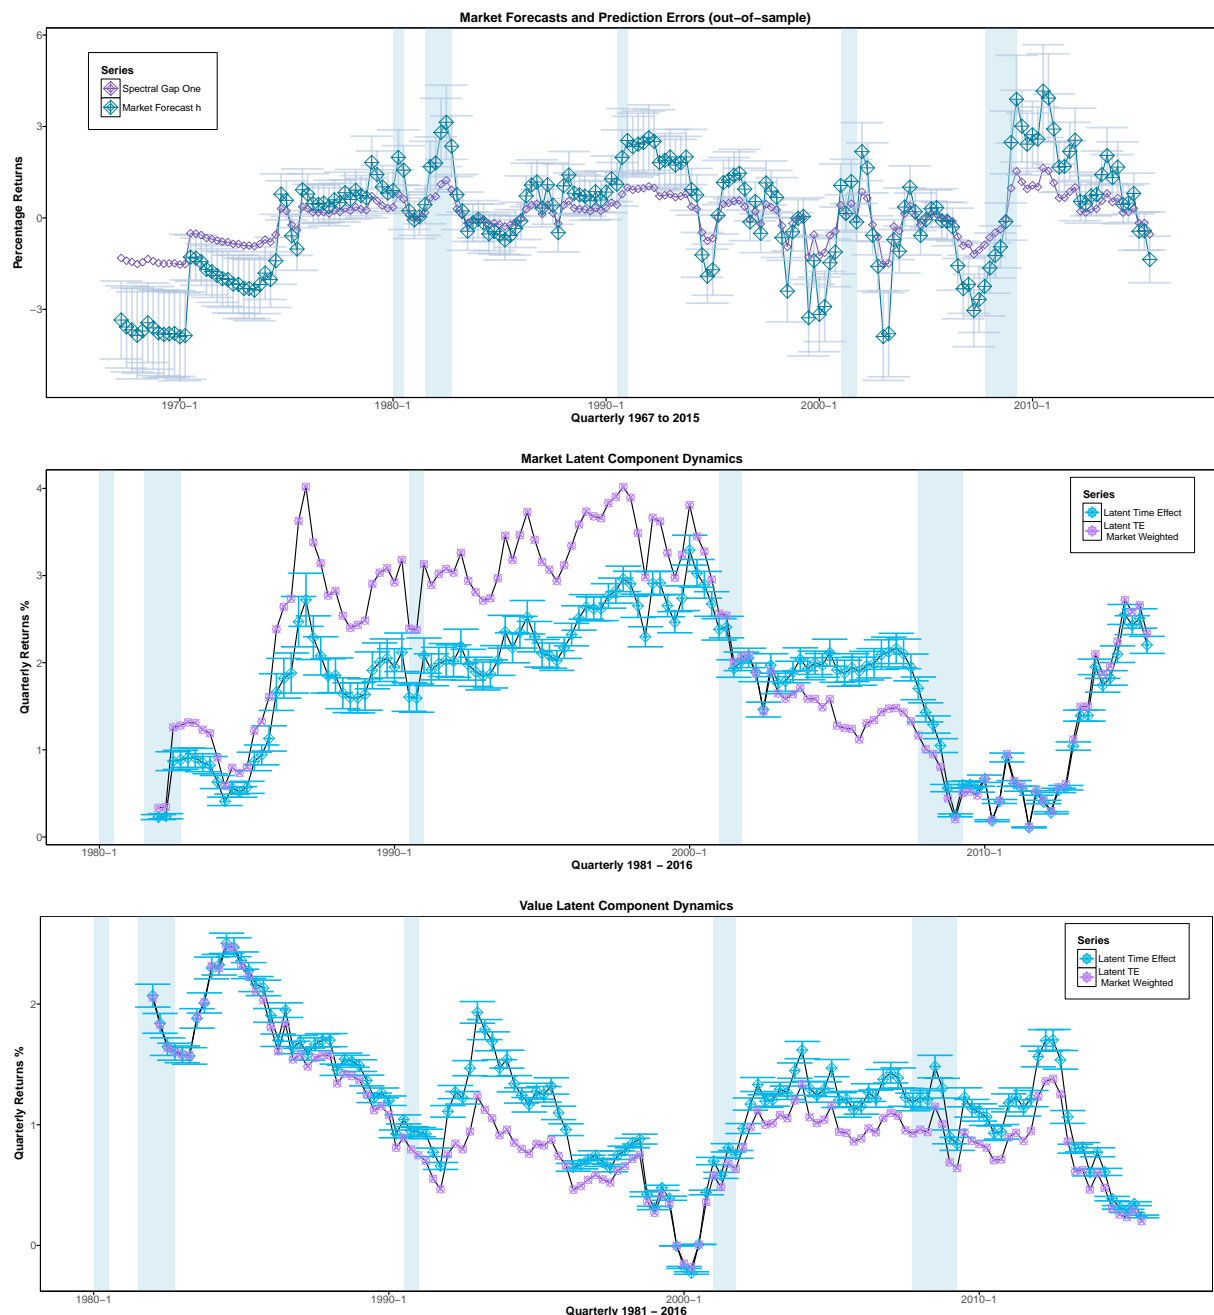 Market Forecasts and Prediction Errors (out−of−sample)
Percentage Returns
6
3
0
−3
Series
Spectral Gap One
Market Forecast h
1970−1
1980−1
1990−1
2000−1
2010−1
Quarterly 1967 to 2015
Market Latent Component Dynamics
Quarterly Returns %
4
3
2
1
0
Series
Latent Time Effect
Latent TE
Market Weighted
1980−1
1990−1
2000−1
2010−1
Quarterly 1981 − 2016
Value Latent Component Dynamics
Quarterly Returns %
2
1
0
Series
Latent Time Effect
Latent TE
Market Weighted
1980−1
1990−1
2000−1
2010−1
Quarterly 1981 − 2016